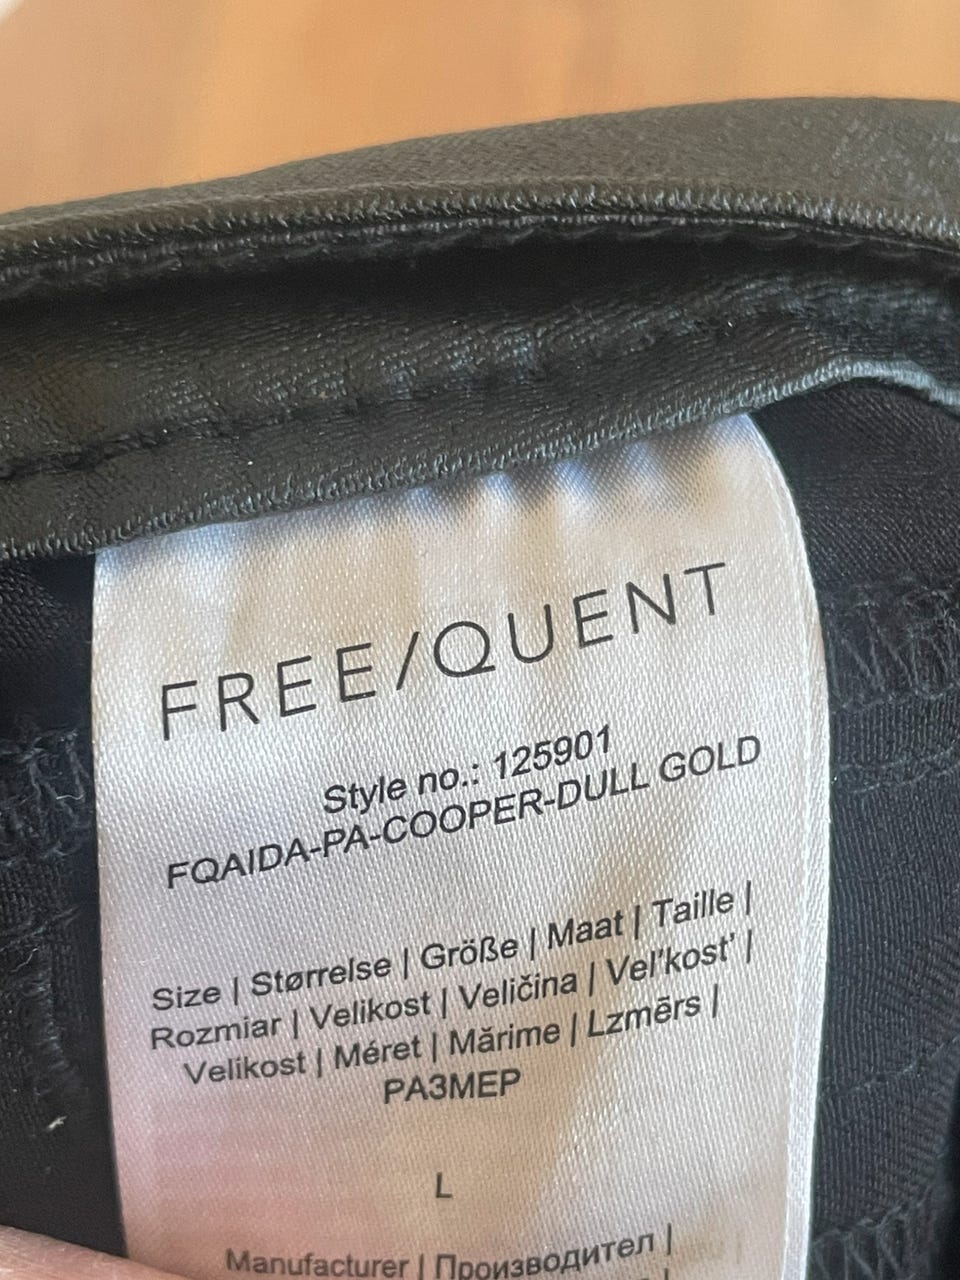 FREE/QUENT
Style no.: 125901
FQAIDA-PA-COOPER-DULL GOLD
Size | Størrelse | Größe | Maat | Taille |
Rozmiar | Velikost | Veličina | Vel'kost' |
Velikost | Méret | Mărime | Lzmērs |
РАЗМЕР
L
Manufacturer | Производител |